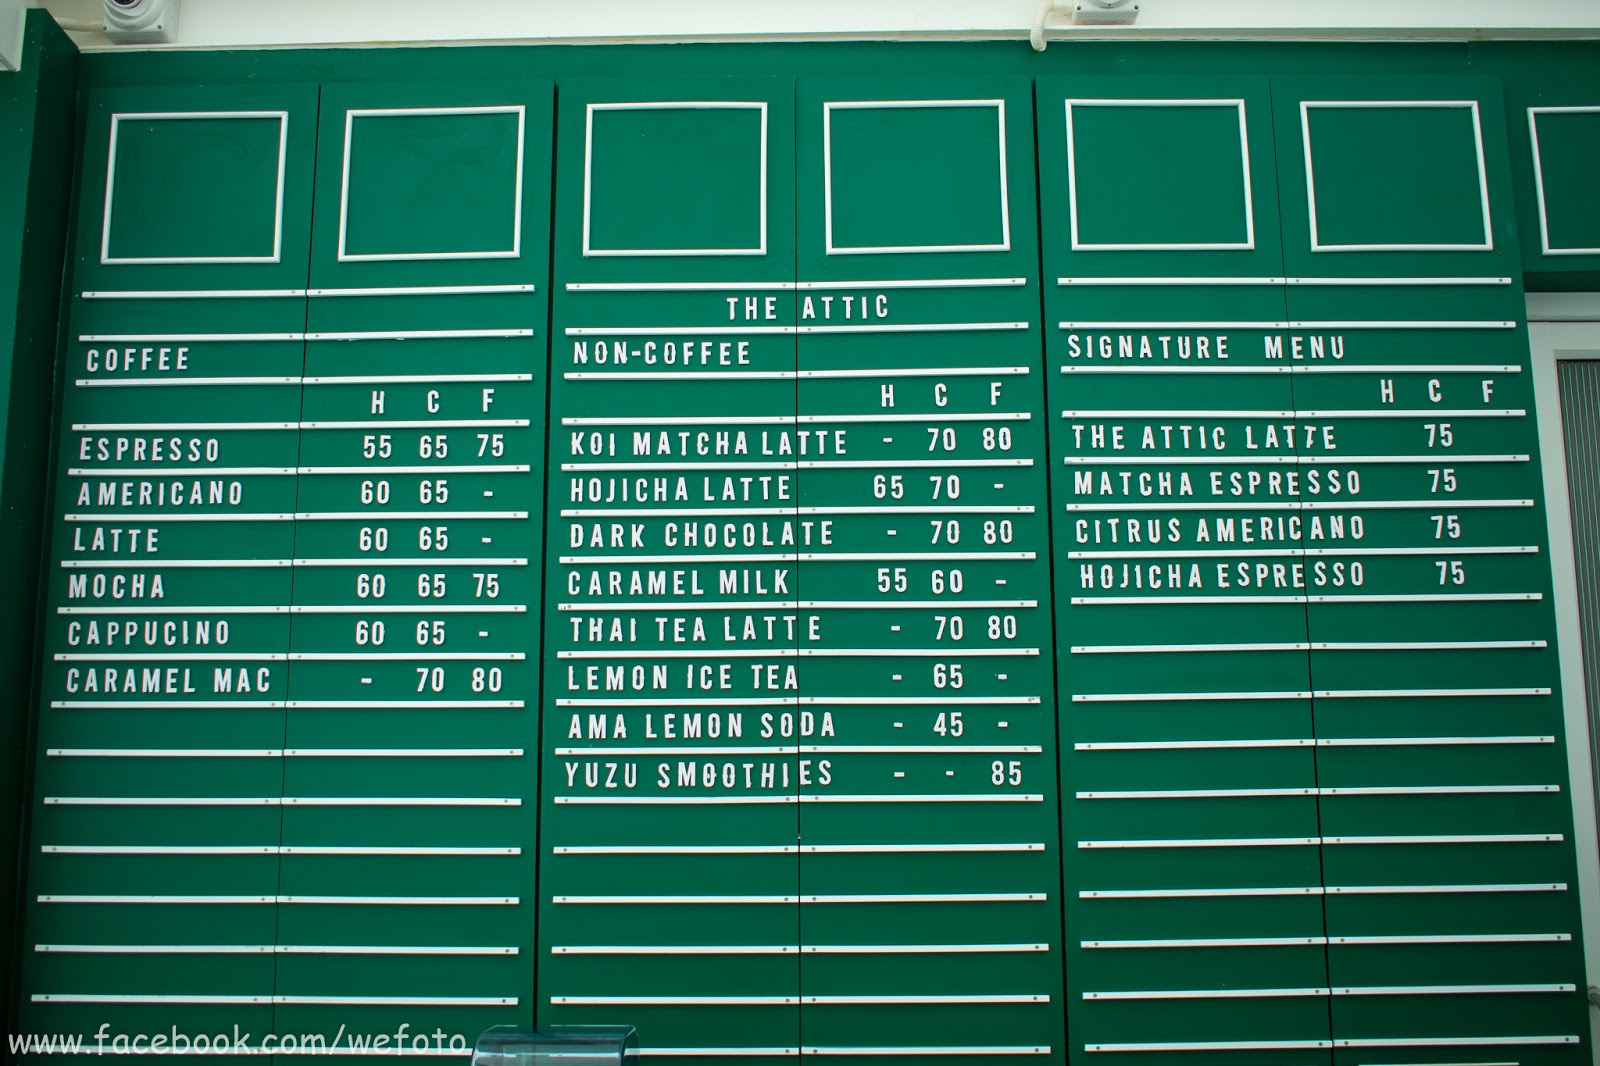 THE ATTIC
COFFEE
H C F
ESPRESSO 55 65 75
AMERICANO 60 65 -
LATTE 60 65 -
MOCHA 60 65 75
CAPPUCINO 60 65 -
CARAMEL MAC - 70 80
NON-COFFEE
H C F
KOI MATCHA LATTE - 70 80
HOJICHA LATTE 65 70 -
DARK CHOCOLATE - 70 80
CARAMEL MILK 55 60 -
THAI TEA LATTE - 70 80
LEMON ICE TEA - 65 -
AMA LEMON SODA - 45 -
YUZU SMOOTHIES - - 85
SIGNATURE MENU
H C F
THE ATTIC LATTE 75
MATCHA ESPRESSO 75
CITRUS AMERICANO 75
HOJICHA ESPRESSO 75
www.facebook.com/wefoto